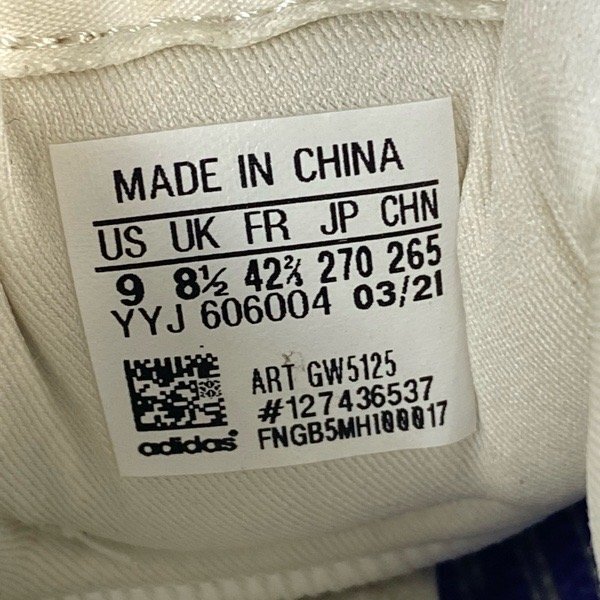 MADE IN CHINA
US UK FR JP CHN
9 8½ 42⅔ 270 265
YYJ 606004 03/21
ART GW5125
#127436537
adidas FNGB5MH100017